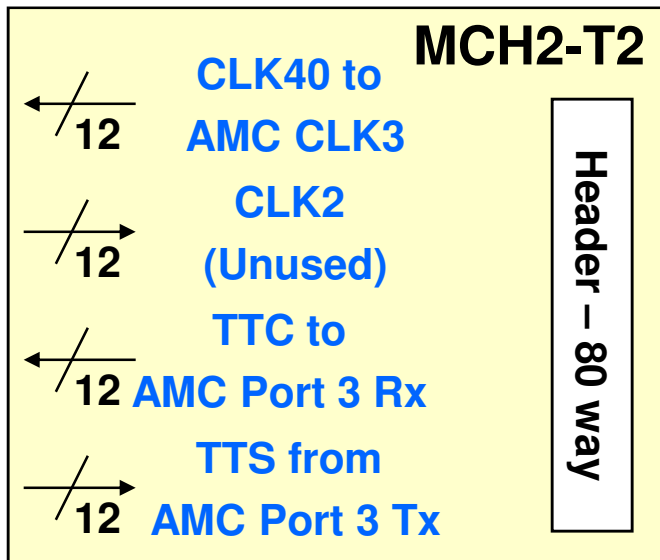 MCH2-T2
CLK40 to
12 AMC CLK3
CLK2
12 (Unused)
TTC to
12 AMC Port 3 Rx
TTS from
12 AMC Port 3 Tx
Header – 80 way